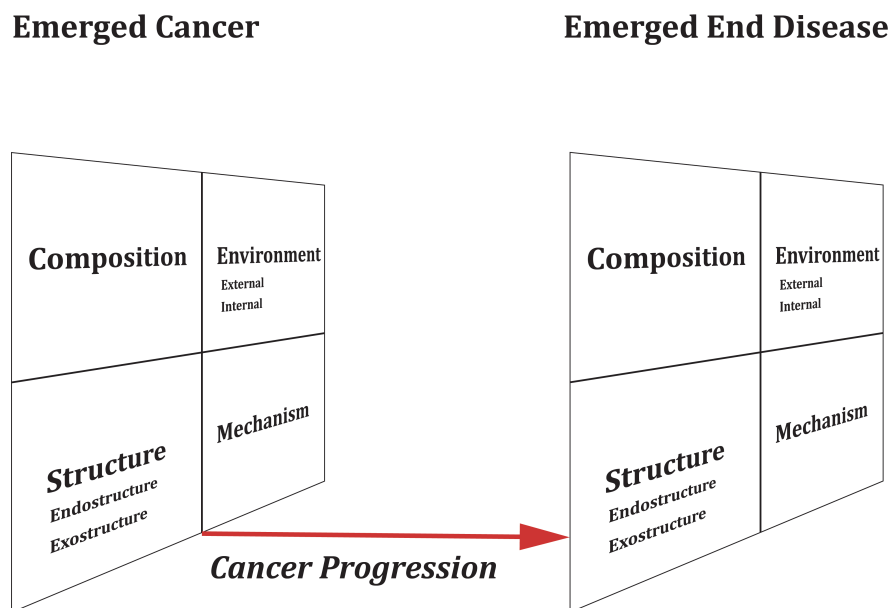 Emerged Cancer
Emerged End Disease
Composition
Environment
External
Internal
Structure
Endostructure
Exostructure
Mechanism
Composition
Environment
External
Internal
Structure
Endostructure
Exostructure
Mechanism
Cancer Progression